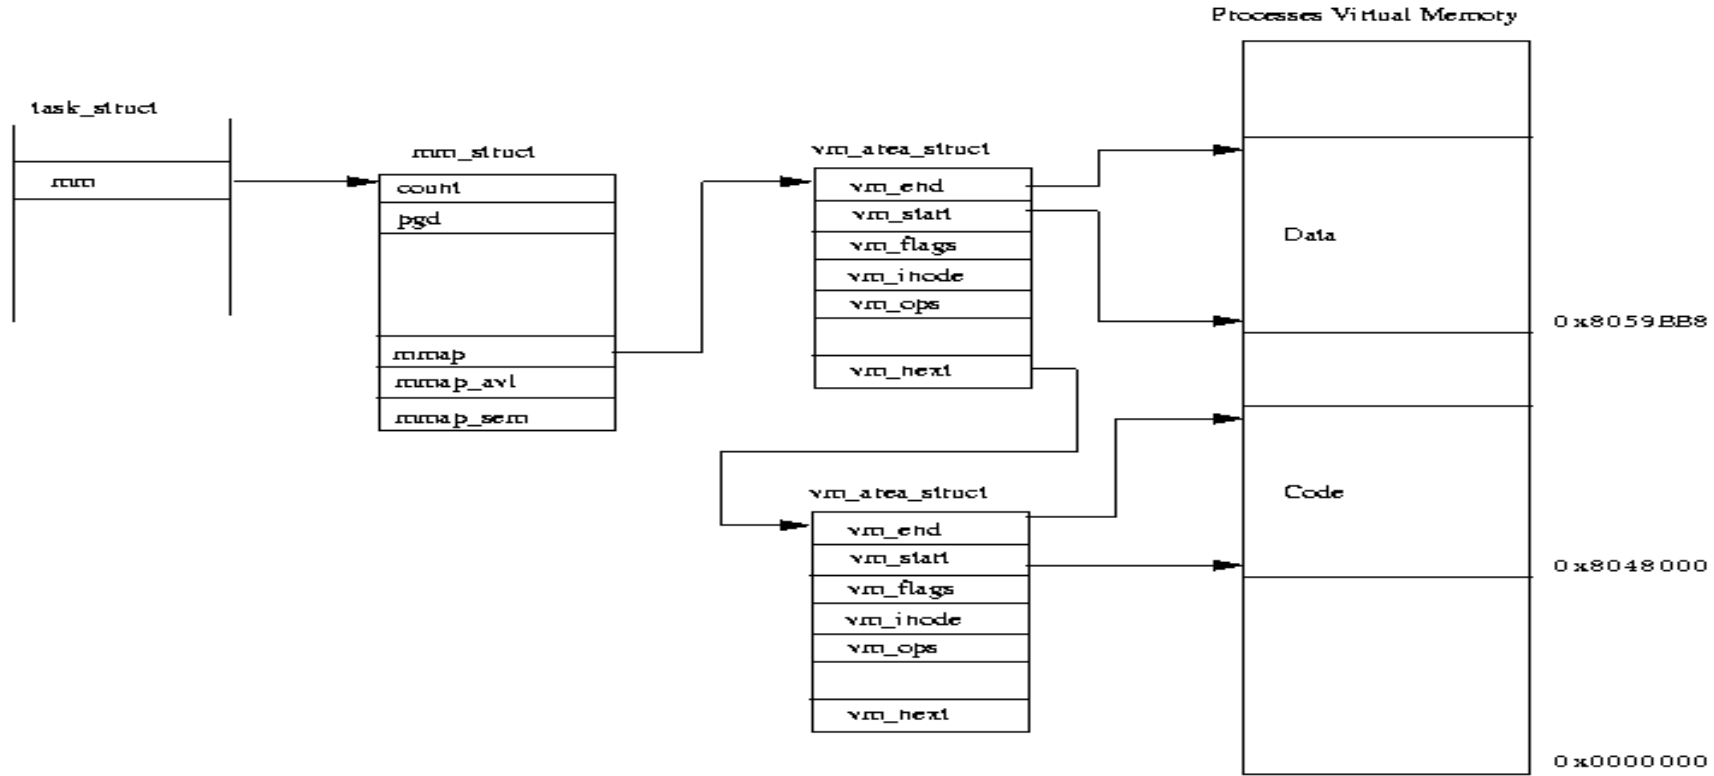 Processes Virtual Memory
task_struct
mm
mm_struct
count
pgd
mmap
mmap_avl
mmap_sem
vm_area_struct
vm_end
vm_start
vm_flags
vm_inode
vm_ops
vm_next
vm_area_struct
vm_end
vm_start
vm_flags
vm_inode
vm_ops
vm_next
Data
0x8059BB8
Code
0x8048000
0x0000000